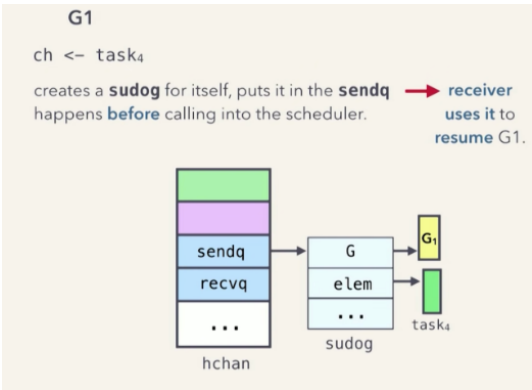 G1
ch <- task4
creates a sudog for itself, puts it in the sendq → receiver
happens before calling into the scheduler. uses it to
resume G1.
sendq
G
G1
recvq
elem
...
...
task4
sudog
hchan